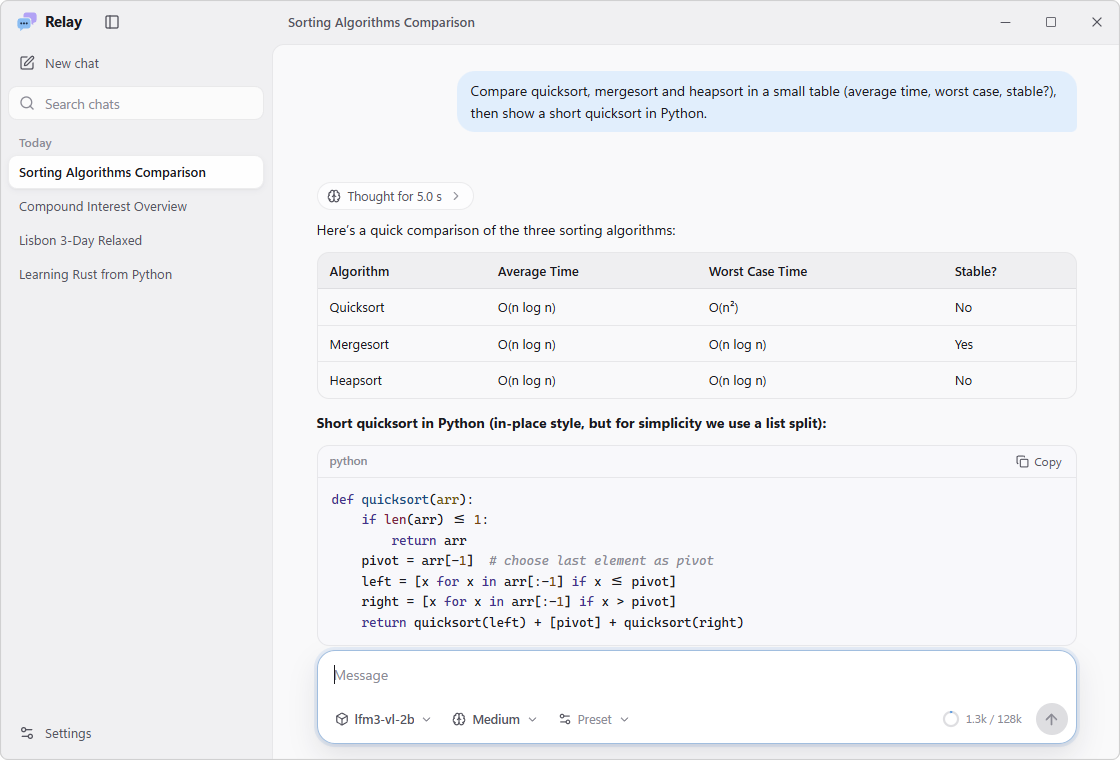 Relay
Sorting Algorithms Comparison
New chat
Search chats
Today
Sorting Algorithms Comparison
Compound Interest Overview
Lisbon 3-Day Relaxed
Learning Rust from Python
Settings
Compare quicksort, mergesort and heapsort in a small table (average time, worst case, stable?),
then show a short quicksort in Python.
Thought for 5.0 s
Here's a quick comparison of the three sorting algorithms:
Algorithm Average Time Worst Case Time Stable?
Quicksort O(n log n) O(n²) No
Mergesort O(n log n) O(n log n) Yes
Heapsort O(n log n) O(n log n) No
Short quicksort in Python (in-place style, but for simplicity we use a list split):
python Copy
def quicksort(arr):
    if len(arr) ≤ 1:
        return arr
    pivot = arr[-1]  # choose last element as pivot
    left = [x for x in arr[:-1] if x ≤ pivot]
    right = [x for x in arr[:-1] if x > pivot]
    return quicksort(left) + [pivot] + quicksort(right)
Message
lfm3-vl-2b Medium Preset 1.3k / 128k